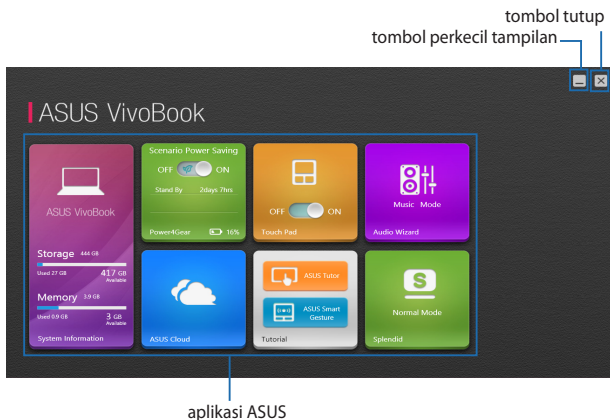 tombol tutup
tombol perkecil tampilan
ASUS VivoBook
ASUS VivoBook
Storage 444 GB
Used 27 GB 417 GB
Available
Memory 3.9 GB
Used 0.9 GB 3 GB
Available
System Information
Scenario Power Saving
OFF ON
Stand By 2days 7hrs
Power4Gear 16%
OFF ON
Touch Pad
Music Mode
Audio Wizard
ASUS Cloud
ASUS Tutor
ASUS Smart
Gesture
Tutorial
S
Normal Mode
Splendid
aplikasi ASUS